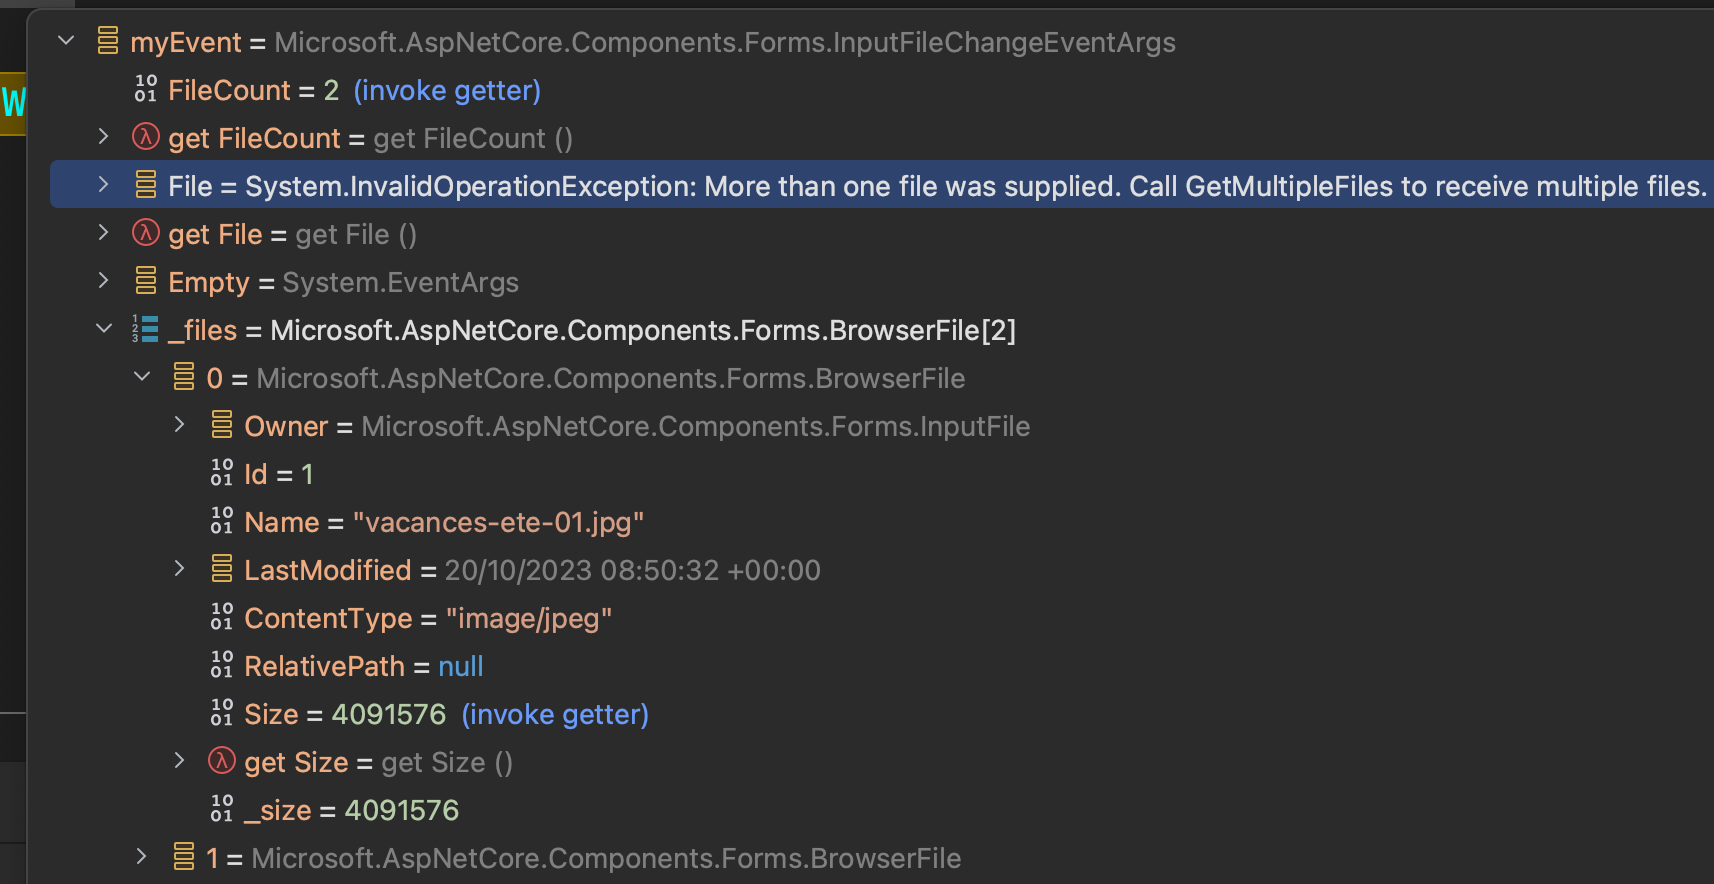 myEvent = Microsoft.AspNetCore.Components.Forms.InputFileChangeEventArgs
FileCount = 2 (invoke getter)
get FileCount = get FileCount ()
File = System.InvalidOperationException: More than one file was supplied. Call GetMultipleFiles to receive multiple files.
get File = get File ()
Empty = System.EventArgs
_files = Microsoft.AspNetCore.Components.Forms.BrowserFile[2]
0 = Microsoft.AspNetCore.Components.Forms.BrowserFile
Owner = Microsoft.AspNetCore.Components.Forms.InputFile
Id = 1
Name = "vacances-ete-01.jpg"
LastModified = 20/10/2023 08:50:32 +00:00
ContentType = "image/jpeg"
RelativePath = null
Size = 4091576 (invoke getter)
get Size = get Size ()
_size = 4091576
1 = Microsoft.AspNetCore.Components.Forms.BrowserFile